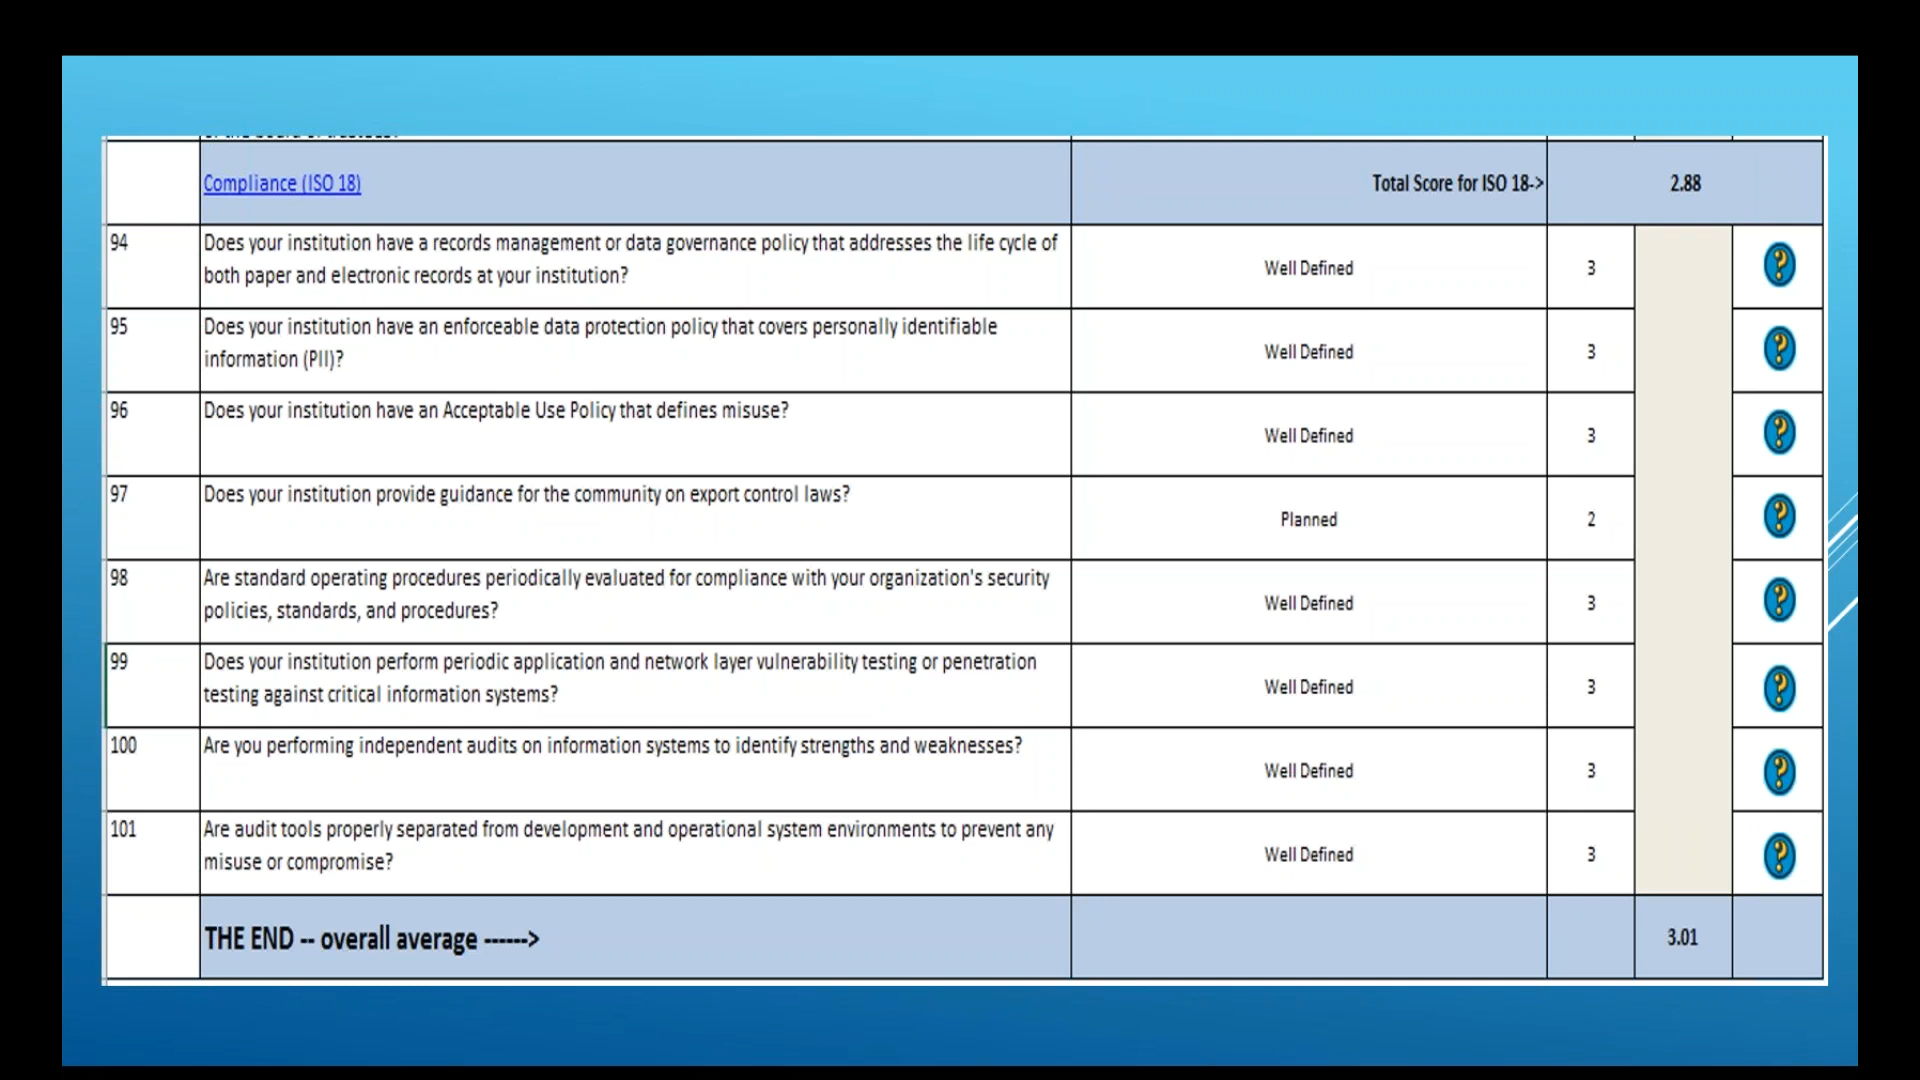 Compliance (ISO 18) Total Score for ISO 18-> 2.88
94 Does your institution have a records management or data governance policy that addresses the life cycle of
both paper and electronic records at your institution? Well Defined 3 ?
95 Does your institution have an enforceable data protection policy that covers personally identifiable
information (PII)? Well Defined 3 ?
96 Does your institution have an Acceptable Use Policy that defines misuse?
Well Defined 3 ?
97 Does your institution provide guidance for the community on export control laws?
Planned 2 ?
98 Are standard operating procedures periodically evaluated for compliance with your organization's security
policies, standards, and procedures? Well Defined 3 ?
99 Does your institution perform periodic application and network layer vulnerability testing or penetration
testing against critical information systems? Well Defined 3 ?
100 Are you performing independent audits on information systems to identify strengths and weaknesses?
Well Defined 3 ?
101 Are audit tools properly separated from development and operational system environments to prevent any
misuse or compromise? Well Defined 3 ?
THE END -- overall average ------> 3.01